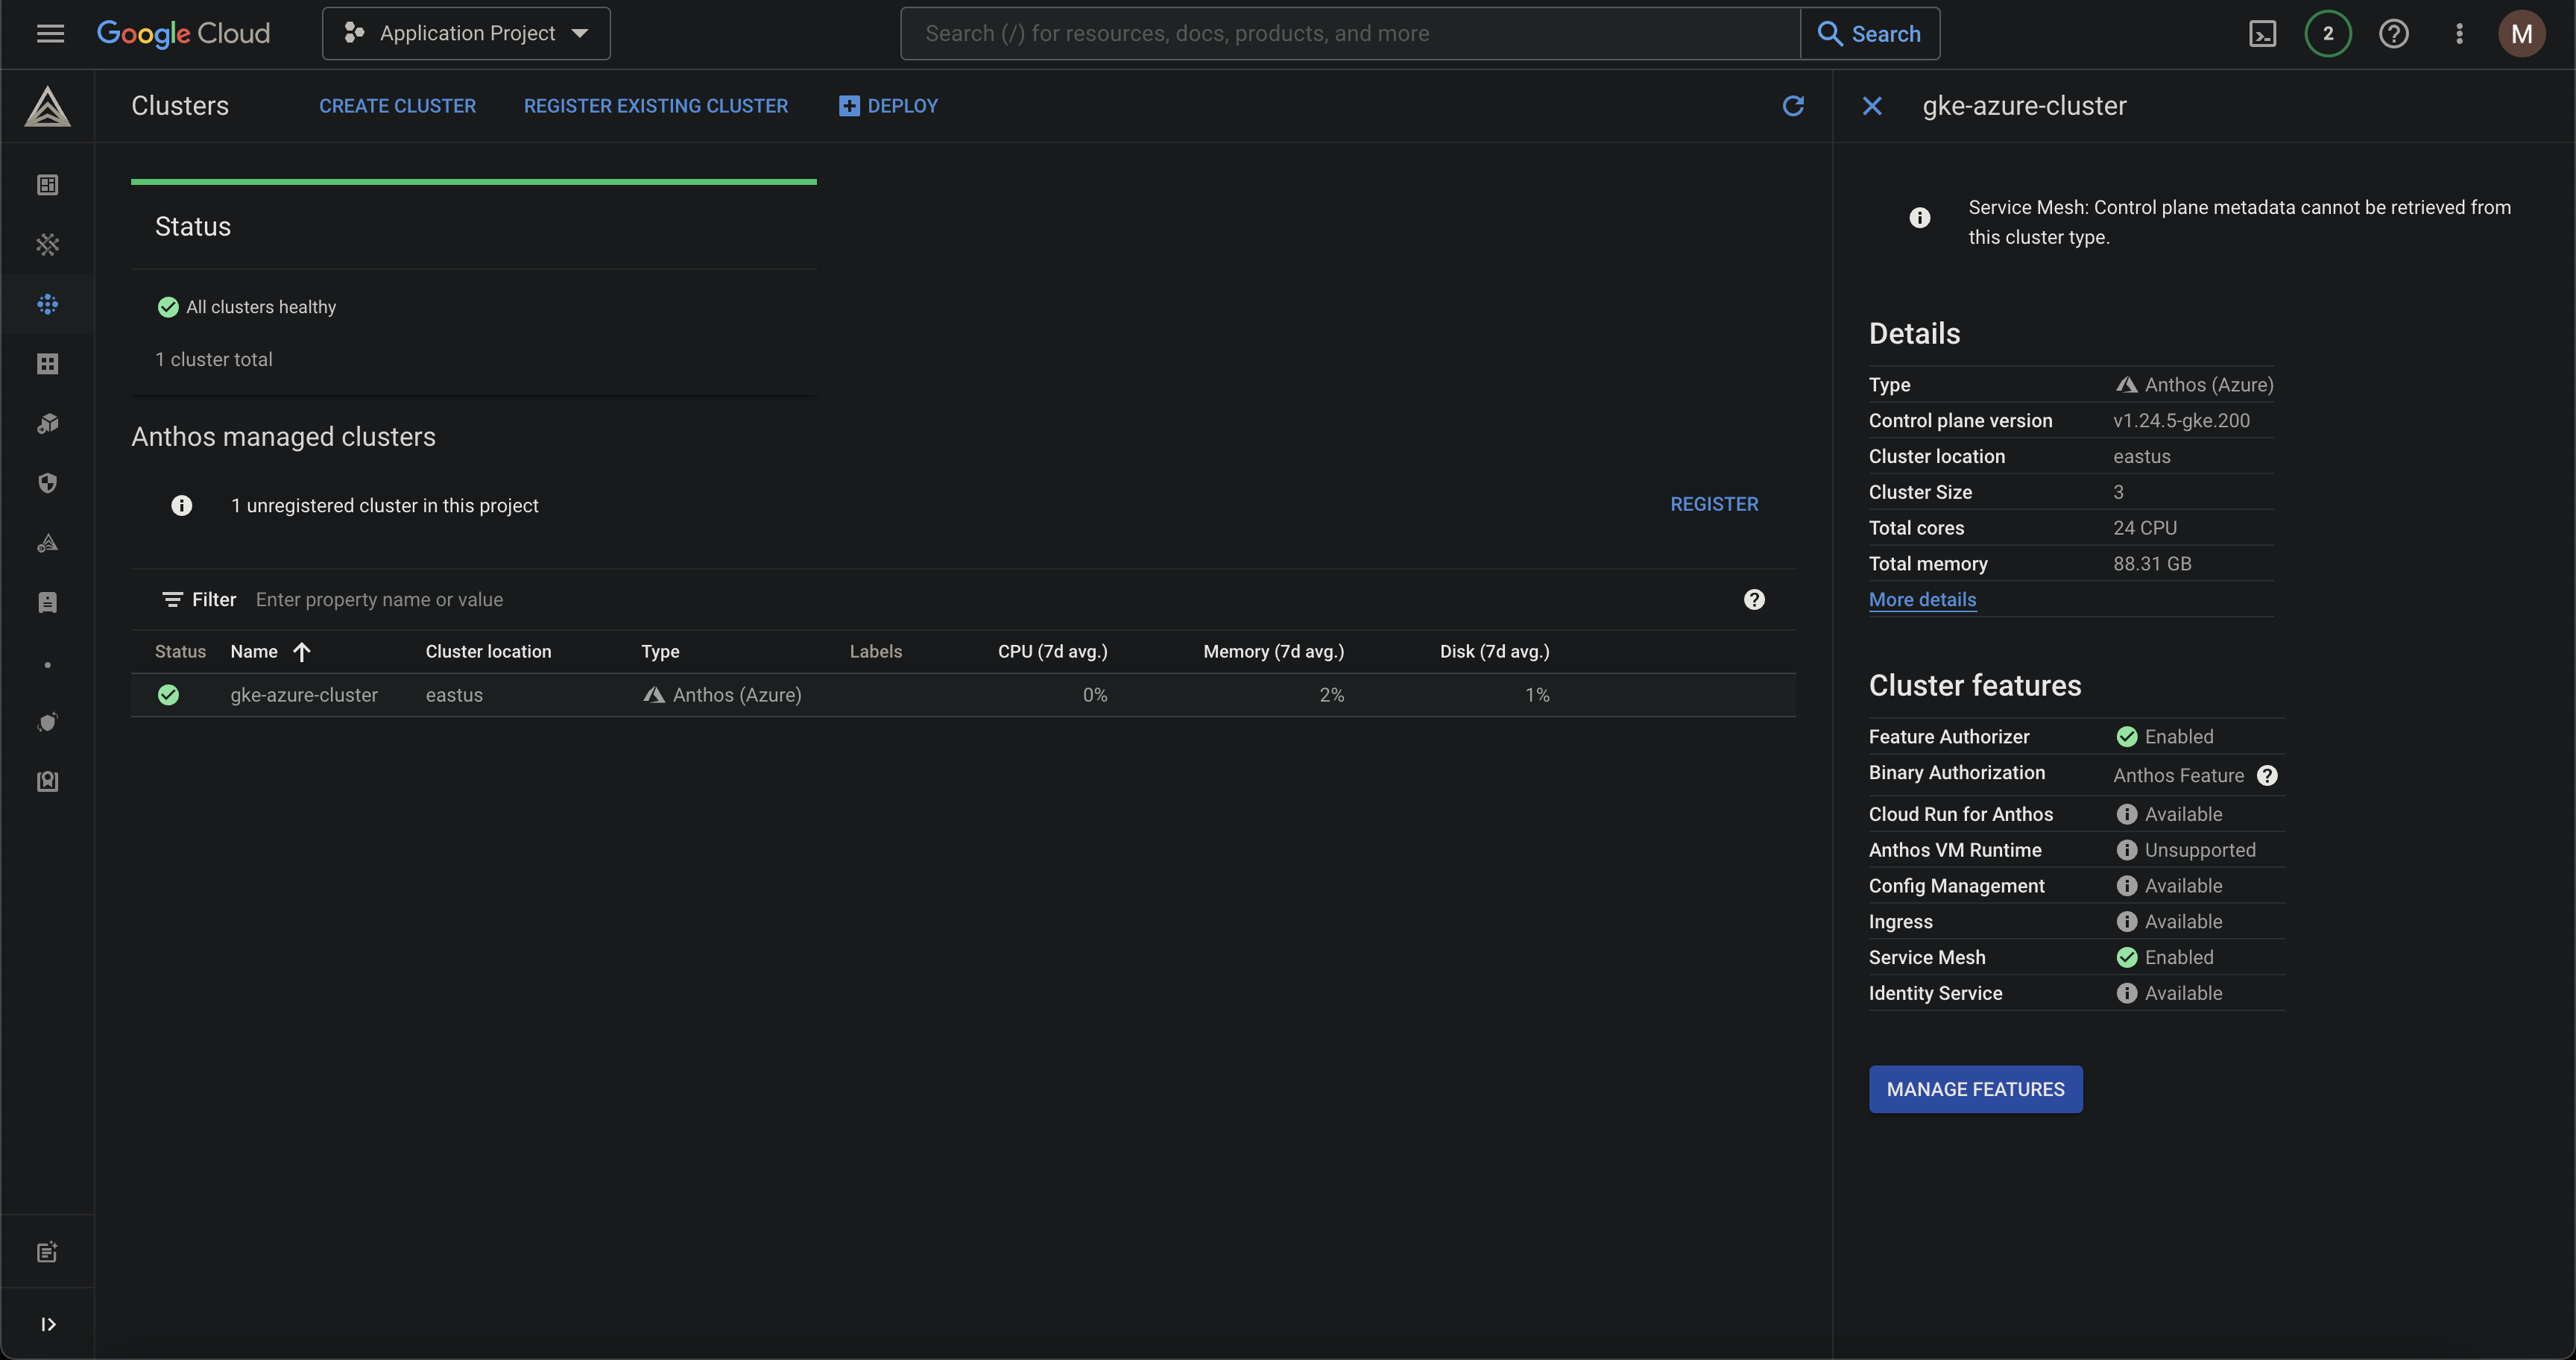 Google Cloud
Application Project
Search (/) for resources, docs, products, and more
Search
2
M
Clusters
CREATE CLUSTER
REGISTER EXISTING CLUSTER
DEPLOY
Status
All clusters healthy
1 cluster total
Anthos managed clusters
1 unregistered cluster in this project
REGISTER
Filter Enter property name or value
Status Name Cluster location Type Labels CPU (7d avg.) Memory (7d avg.) Disk (7d avg.)
gke-azure-cluster eastus Anthos (Azure) 0% 2% 1%
gke-azure-cluster
Service Mesh: Control plane metadata cannot be retrieved from
this cluster type.
Details
Type Anthos (Azure)
Control plane version v1.24.5-gke.200
Cluster location eastus
Cluster Size 3
Total cores 24 CPU
Total memory 88.31 GB
More details
Cluster features
Feature Authorizer Enabled
Binary Authorization Anthos Feature
Cloud Run for Anthos Available
Anthos VM Runtime Unsupported
Config Management Available
Ingress Available
Service Mesh Enabled
Identity Service Available
MANAGE FEATURES